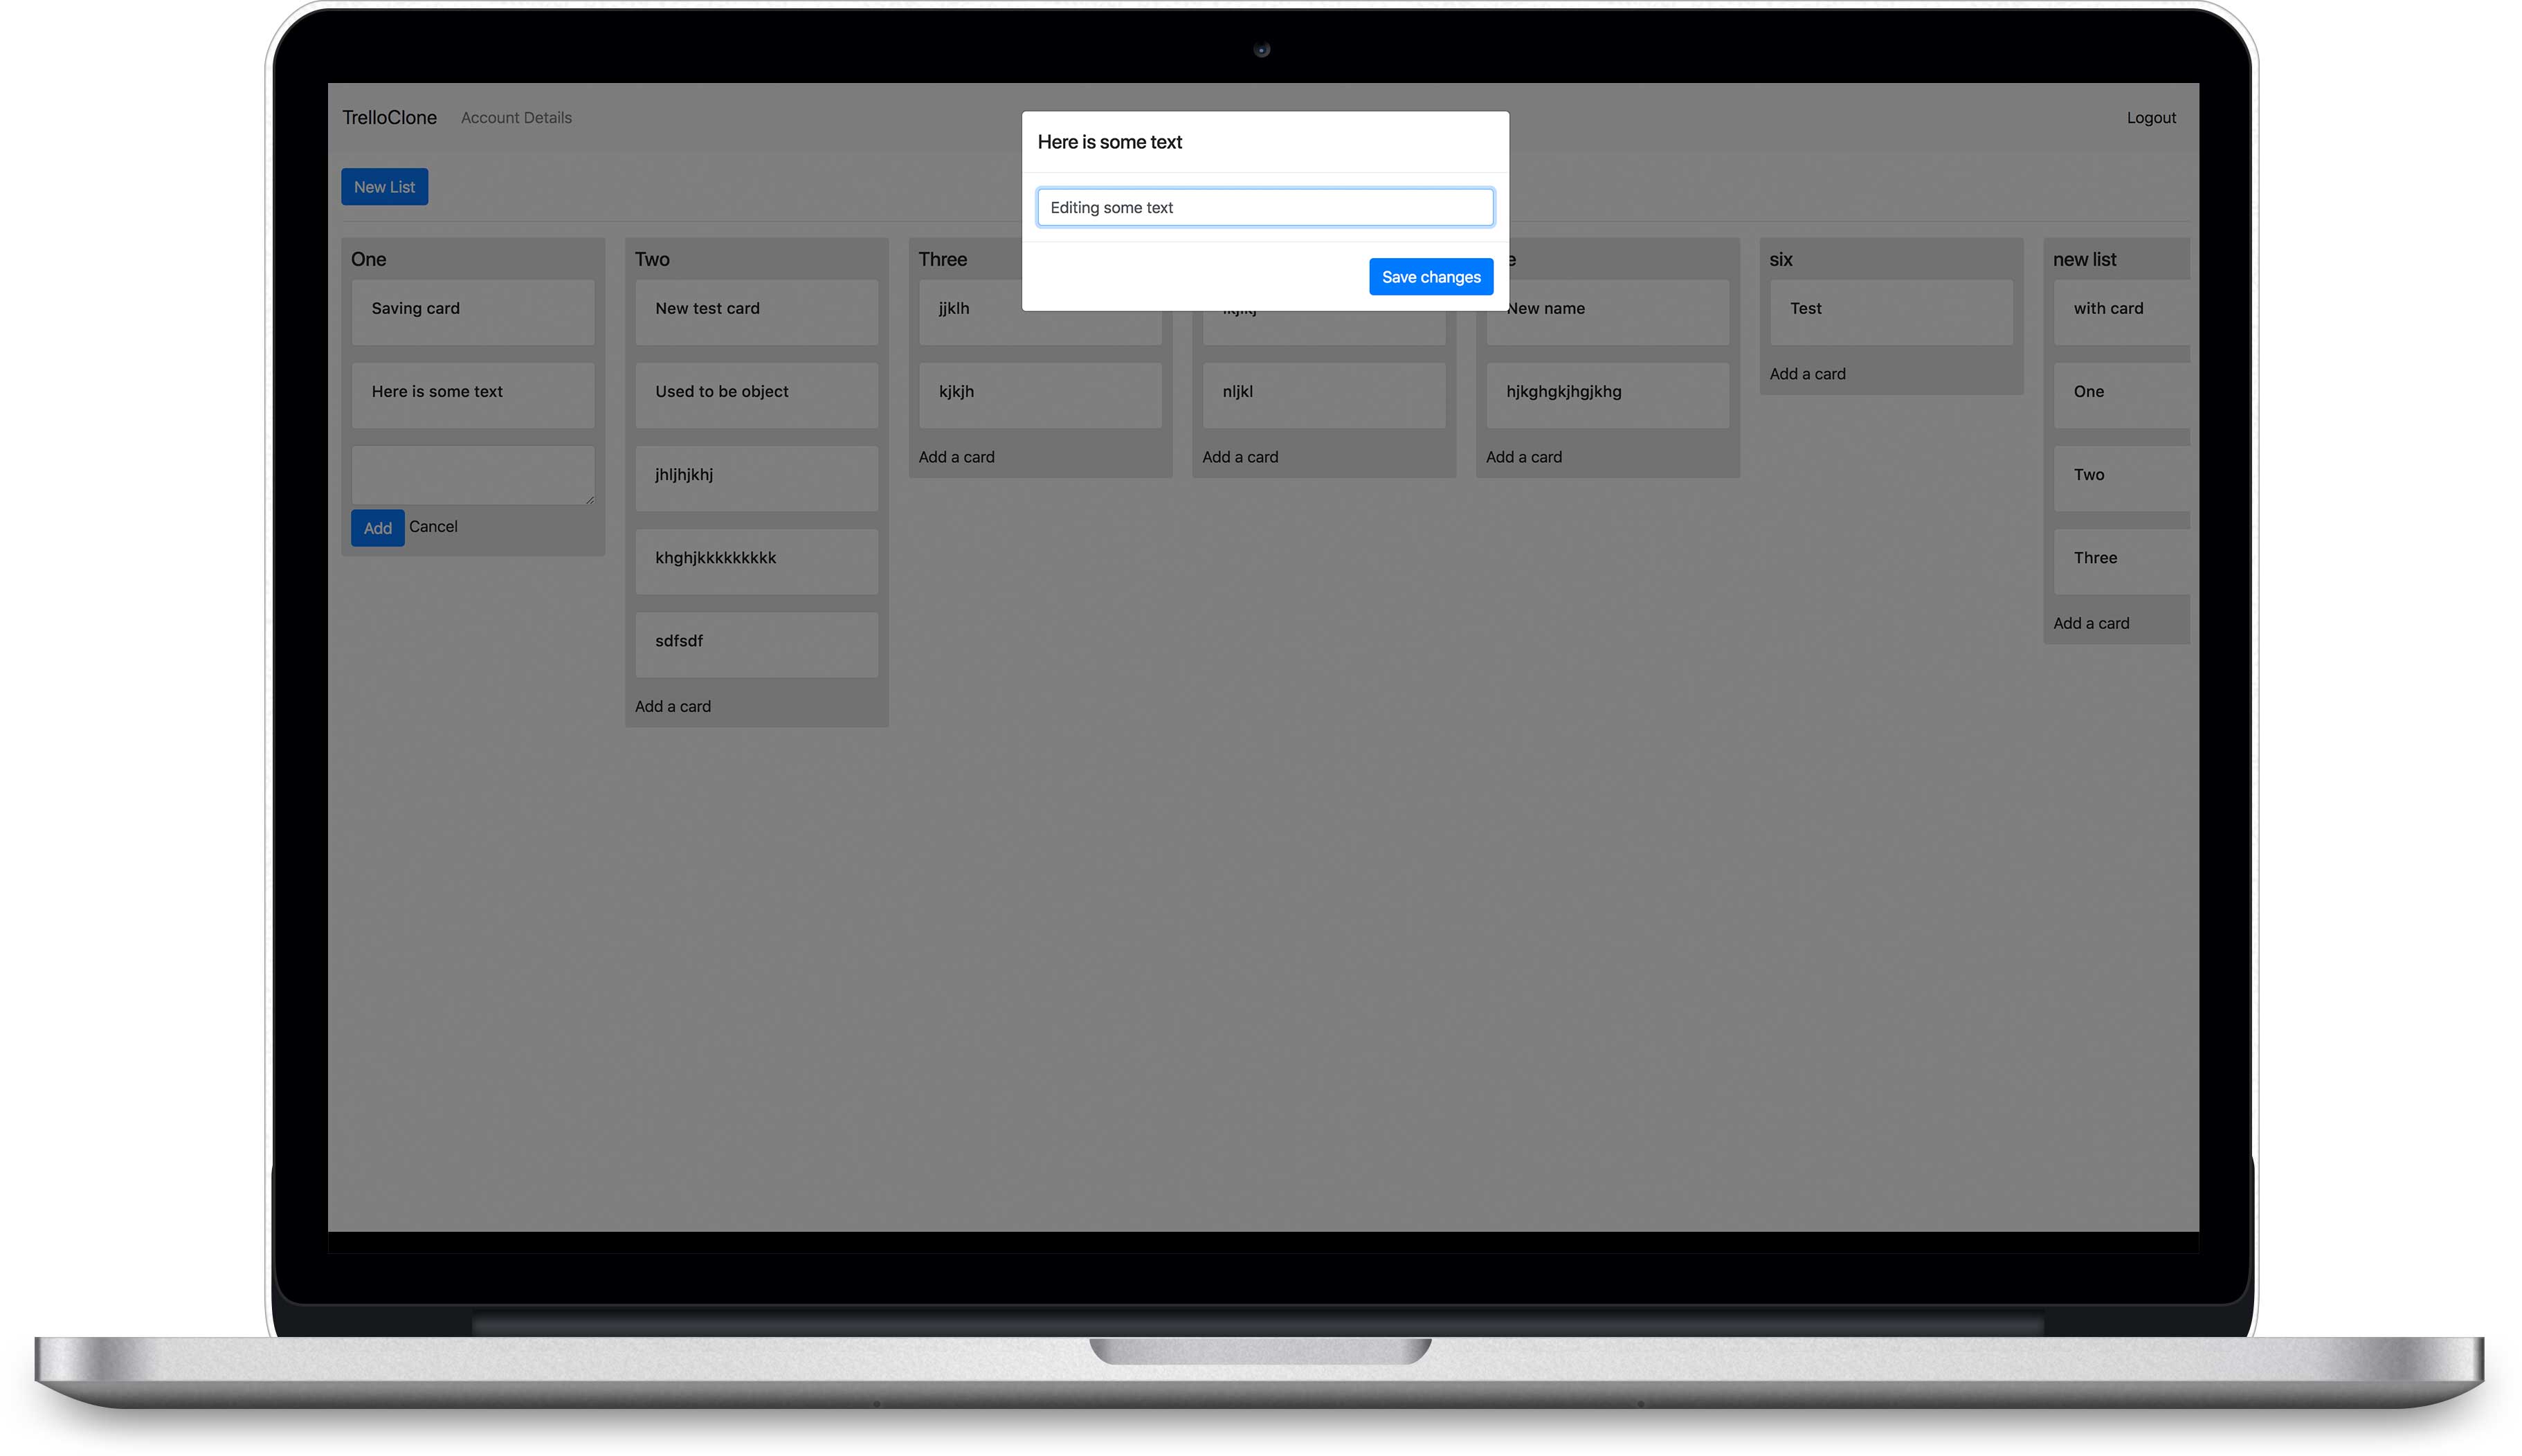 TrelloClone Account Details Logout
Here is some text
New List
Editing some text
Save changes
One
Saving card
Here is some text
Add Cancel
Two
New test card
Used to be object
jhljhjkhj
khghjkkkkkkkkk
sdfsdf
Add a card
Three
jjklh
kjkjh
Add a card
nljkl
Add a card
e
New name
hjkghgkjhgjkhg
Add a card
six
Test
Add a card
new list
with card
One
Two
Three
Add a card